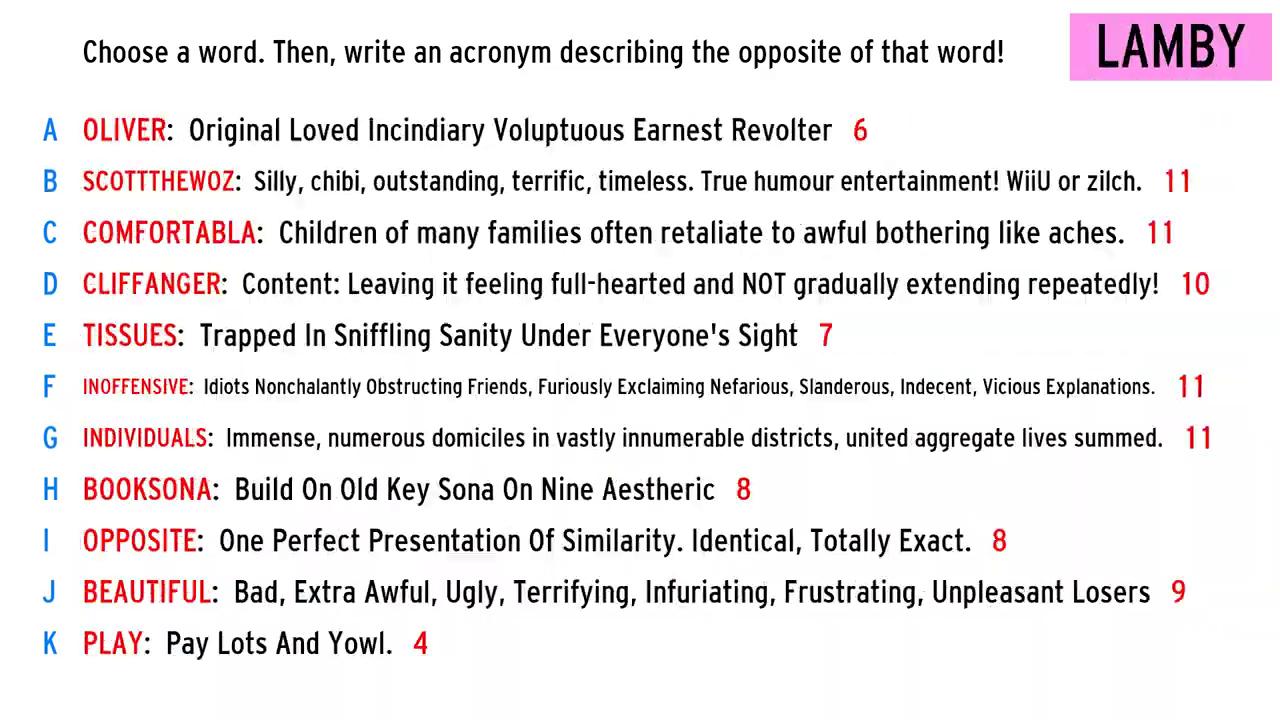 Choose a word. Then, write an acronym describing the opposite of that word!
LAMBY
A OLIVER: Original Loved Incindiary Voluptuous Earnest Revolter 6
B SCOTTTHEWOZ: Silly, chibi, outstanding, terrific, timeless. True humour entertainment! WiiU or zilch. 11
C COMFORTABLA: Children of many families often retaliate to awful bothering like aches. 11
D CLIFFANGER: Content: Leaving it feeling full-hearted and NOT gradually extending repeatedly! 10
E TISSUES: Trapped In Sniffling Sanity Under Everyone's Sight 7
F INOFFENSIVE: Idiots Nonchalantly Obstructing Friends, Furiously Exclaiming Nefarious, Slanderous, Indecent, Vicious Explanations. 11
G INDIVIDUALS: Immense, numerous domiciles in vastly innumerable districts, united aggregate lives summed. 11
H BOOKSONA: Build On Old Key Sona On Nine Aestheric 8
I OPPOSITE: One Perfect Presentation Of Similarity. Identical, Totally Exact. 8
J BEAUTIFUL: Bad, Extra Awful, Ugly, Terrifying, Infuriating, Frustrating, Unpleasant Losers 9
K PLAY: Pay Lots And Yowl. 4